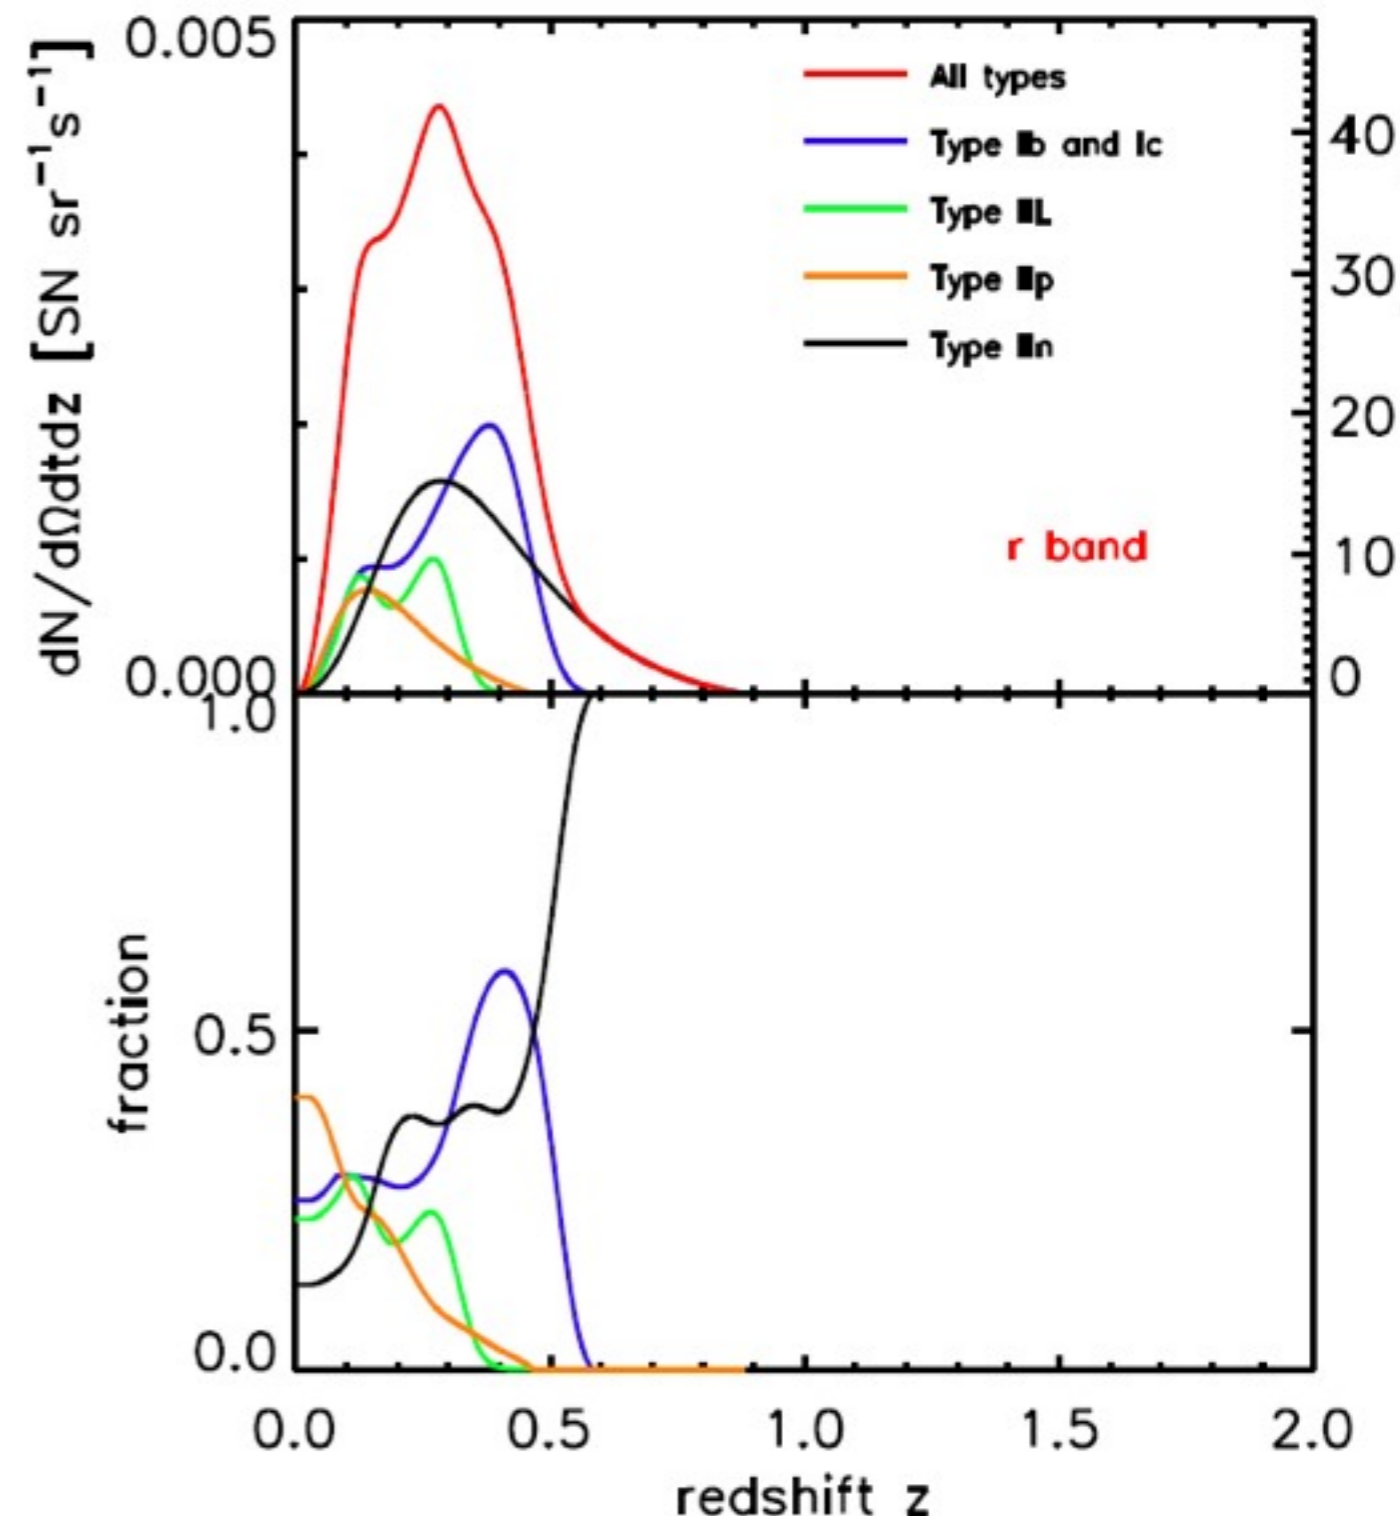 0.005
dN/dΩdtdz [SN sr⁻¹s⁻¹]
All types
Type IIb and Ic
Type IIL
Type IIp
Type IIn
40
30
20
10
0
r band
0.000
1.0
fraction
0.5
0.0
0.0 0.5 1.0 1.5 2.0
redshift z